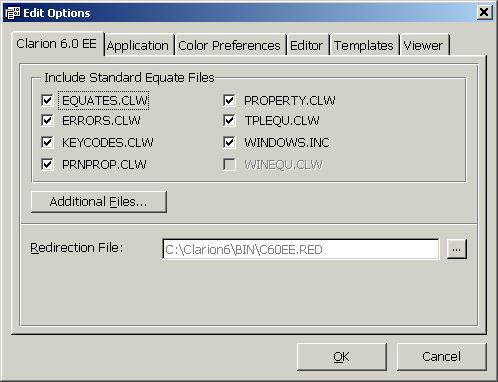 Edit Options
Clarion 6.0 EE Application Color Preferences Editor Templates Viewer
Include Standard Equate Files
EQUATES.CLW PROPERTY.CLW
ERRORS.CLW TPLEQU.CLW
KEYCODES.CLW WINDOWS.INC
PRNPROP.CLW WINEQU.CLW
Additional Files...
Redirection File: C:\Clarion6\BIN\C60EE.RED ...
OK Cancel